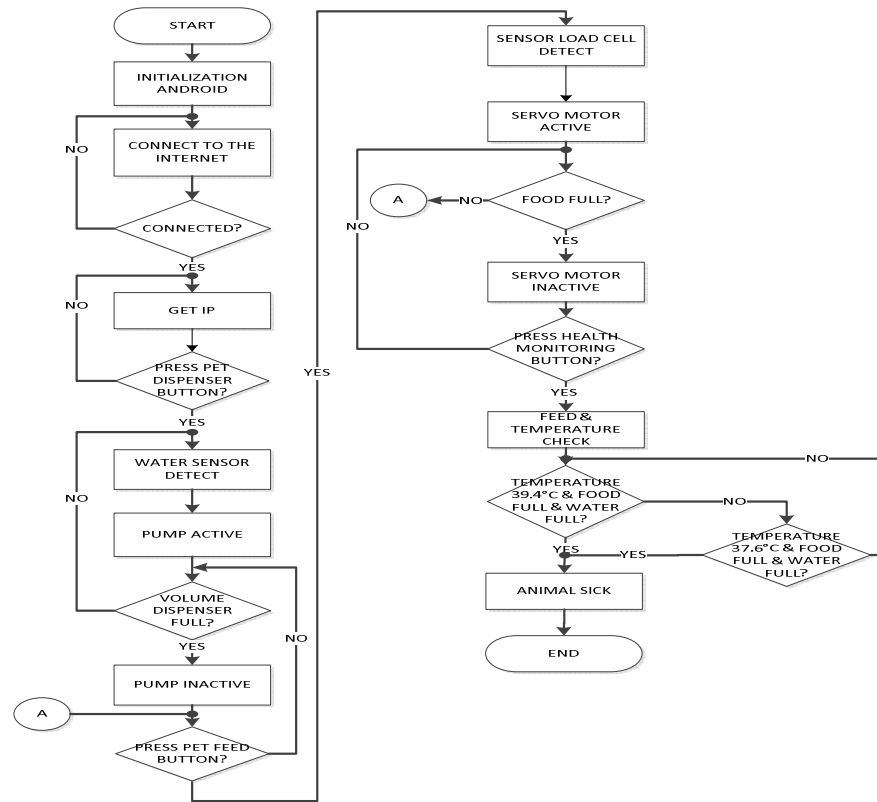 START
INITIALIZATION
ANDROID
NO
CONNECT TO THE
INTERNET
CONNECTED?
YES
NO
GET IP
PRESS PET
DISPENSER
BUTTON?
YES
WATER SENSOR
DETECT
NO
PUMP ACTIVE
VOLUME
DISPENSER
FULL?
NO
YES
PUMP INACTIVE
A
PRESS PET FEED
BUTTON?
YES
SENSOR LOAD CELL
DETECT
SERVO MOTOR
ACTIVE
A
NO
FOOD FULL?
NO
YES
SERVO MOTOR
INACTIVE
PRESS HEALTH
MONITORING
BUTTON?
YES
FEED &
TEMPERATURE
CHECK
NO
TEMPERATURE
39.4°C & FOOD
FULL & WATER
FULL?
NO
YES
YES
TEMPERATURE
37.6°C & FOOD
FULL & WATER
FULL?
ANIMAL SICK
END